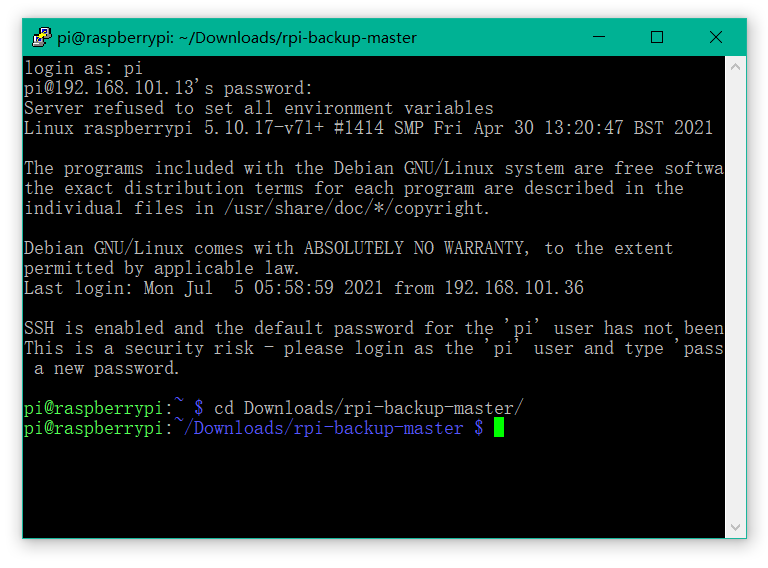 pi@raspberrypi: ~/Downloads/rpi-backup-master
login as: pi
pi@192.168.101.13's password:
Server refused to set all environment variables
Linux raspberrypi 5.10.17-v7l+ #1414 SMP Fri Apr 30 13:20:47 BST 2021
The programs included with the Debian GNU/Linux system are free softwa
the exact distribution terms for each program are described in the
individual files in /usr/share/doc/*/copyright.
Debian GNU/Linux comes with ABSOLUTELY NO WARRANTY, to the extent
permitted by applicable law.
Last login: Mon Jul  5 05:58:59 2021 from 192.168.101.36
SSH is enabled and the default password for the 'pi' user has not been
This is a security risk - please login as the 'pi' user and type 'pass
 a new password.
pi@raspberrypi:~ $ cd Downloads/rpi-backup-master/
pi@raspberrypi:~/Downloads/rpi-backup-master $